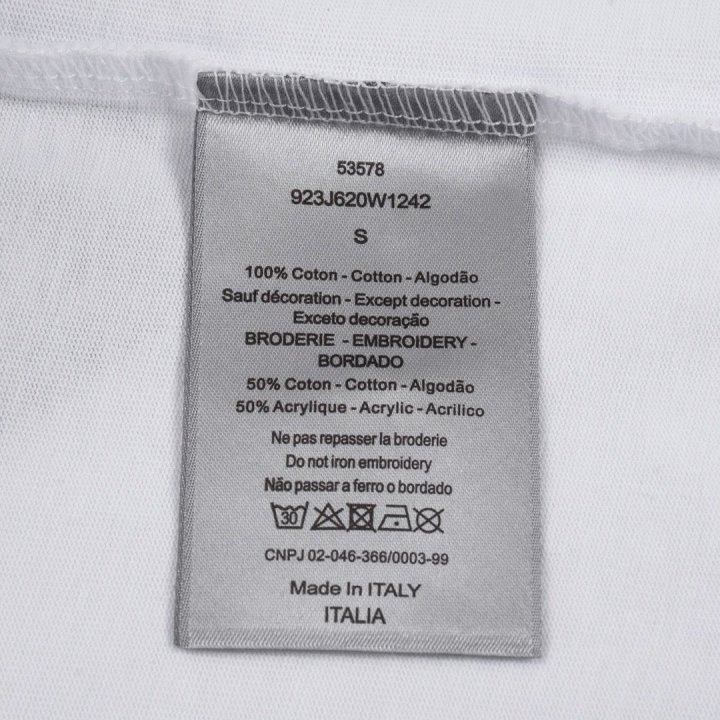 53578
923J620W1242
S
100% Coton - Cotton - Algodão
Sauf décoration - Except decoration -
Exceto decoração
BRODERIE - EMBROIDERY -
BORDADO
50% Coton - Cotton - Algodão
50% Acrylique - Acrylic - Acrilico
Ne pas repasser la broderie
Do not iron embroidery
Não passar a ferro o bordado
30
CNPJ 02-046-366/0003-99
Made In ITALY
ITALIA